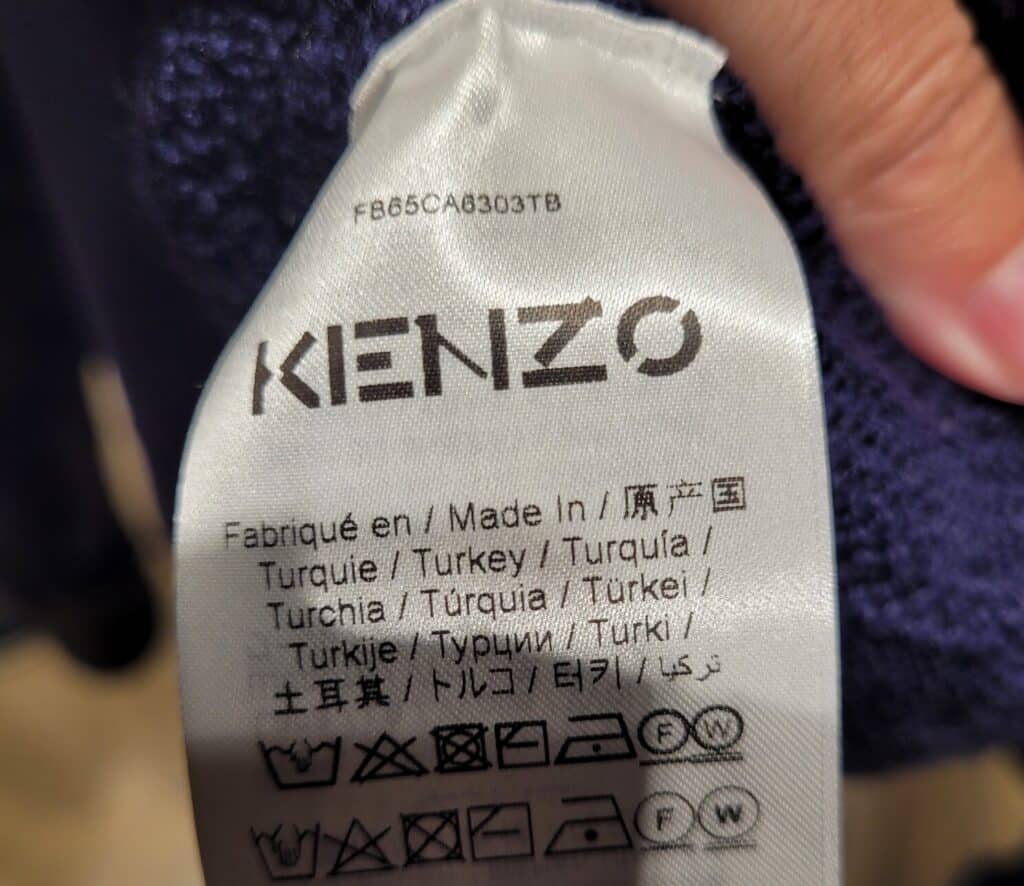 FB65CA6303TB
KENZO
Fabriqué en / Made In / 原产国
Turquie / Turkey / Turquía /
Turchia / Túrquia / Türkei /
Turkije / Турции / Turki /
土耳其 / トルコ / 터키 / تركيا
F W
F W